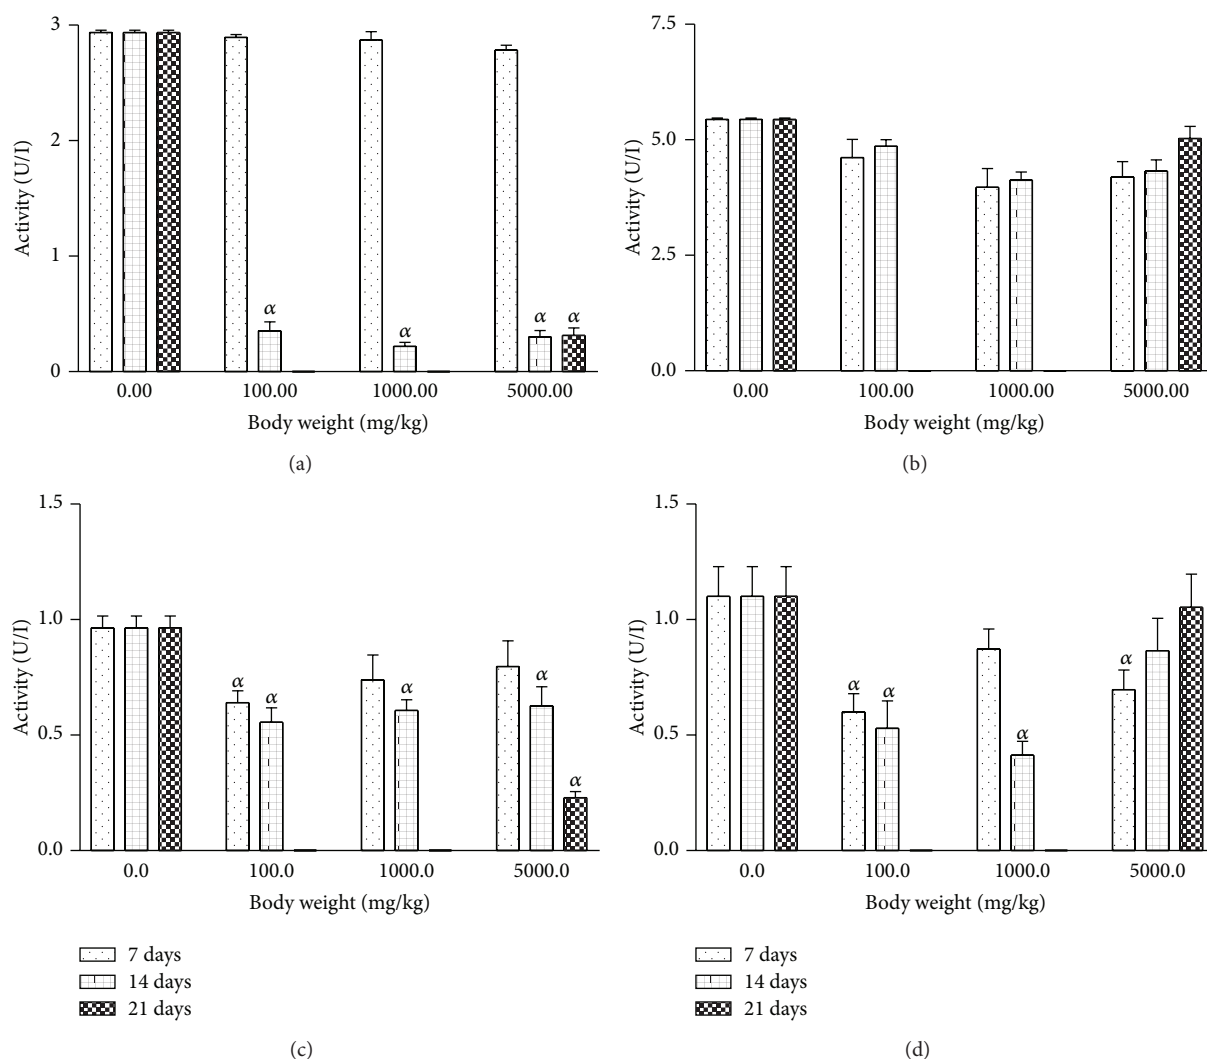 3
2
1
0
Activity (U/I)
α
α
α
α
0.00
100.00
1000.00
5000.00
Body weight (mg/kg)
(a)
7.5
5.0
2.5
0.0
Activity (U/I)
0.00
100.00
1000.00
5000.00
Body weight (mg/kg)
(b)
1.5
1.0
0.5
0.0
Activity (U/I)
α
α
α
α
α
0.0
100.0
1000.0
5000.0
Body weight (mg/kg)
7 days
14 days
21 days
(c)
1.5
1.0
0.5
0.0
Activity (U/I)
α
α
α
α
0.0
100.0
1000.0
5000.0
Body weight (mg/kg)
7 days
14 days
21 days
(d)